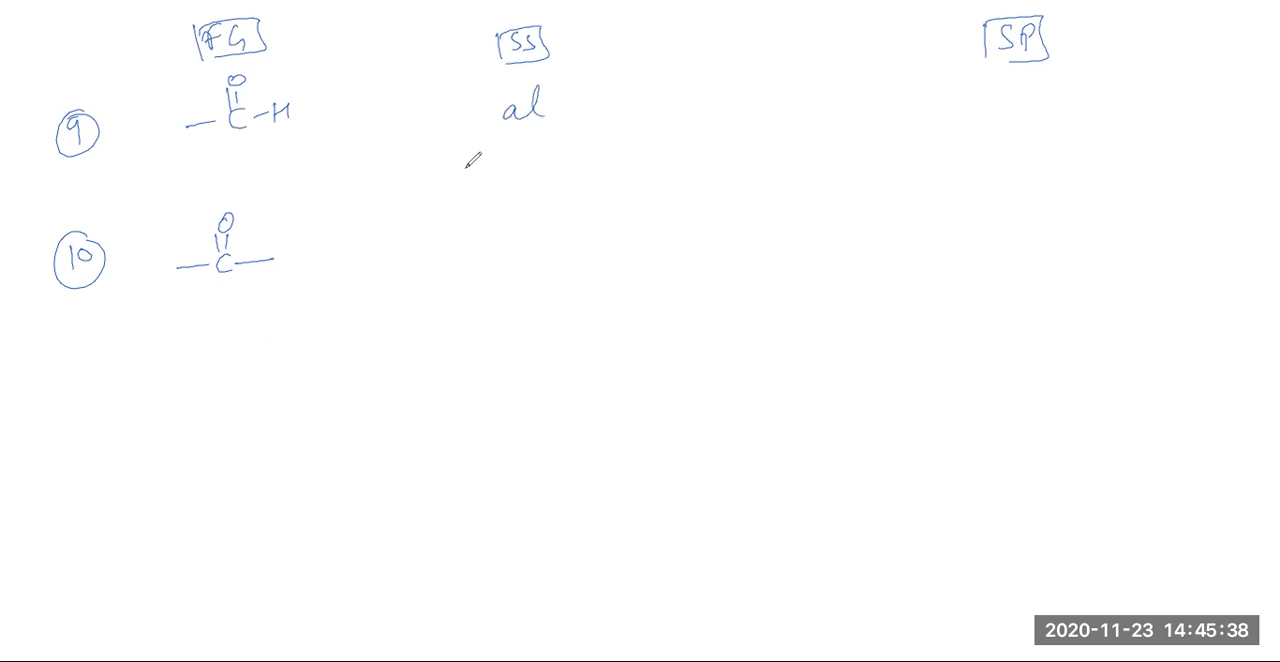 FG SS SP
9 O
— C - H al
10 O
— C —
2020-11-23 14:45:38